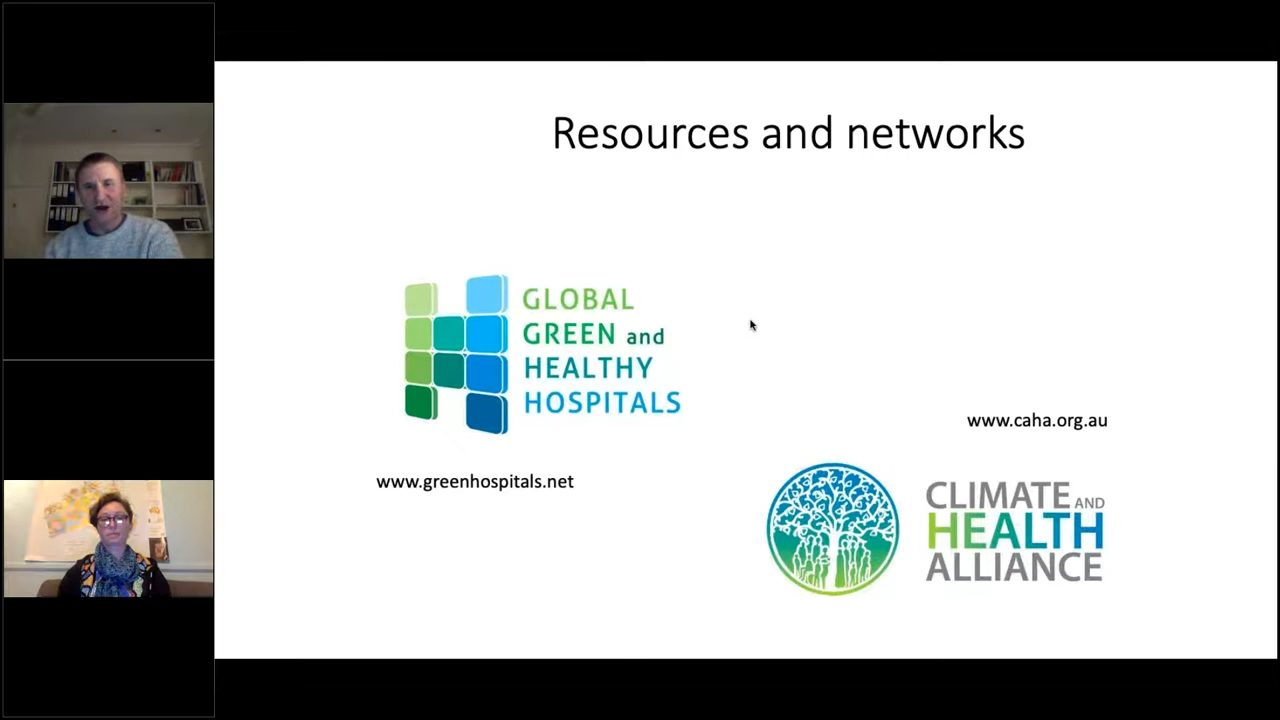 Resources and networks
GLOBAL
GREEN and
HEALTHY
HOSPITALS
www.greenhospitals.net
www.caha.org.au
CLIMATE AND
HEALTH
ALLIANCE